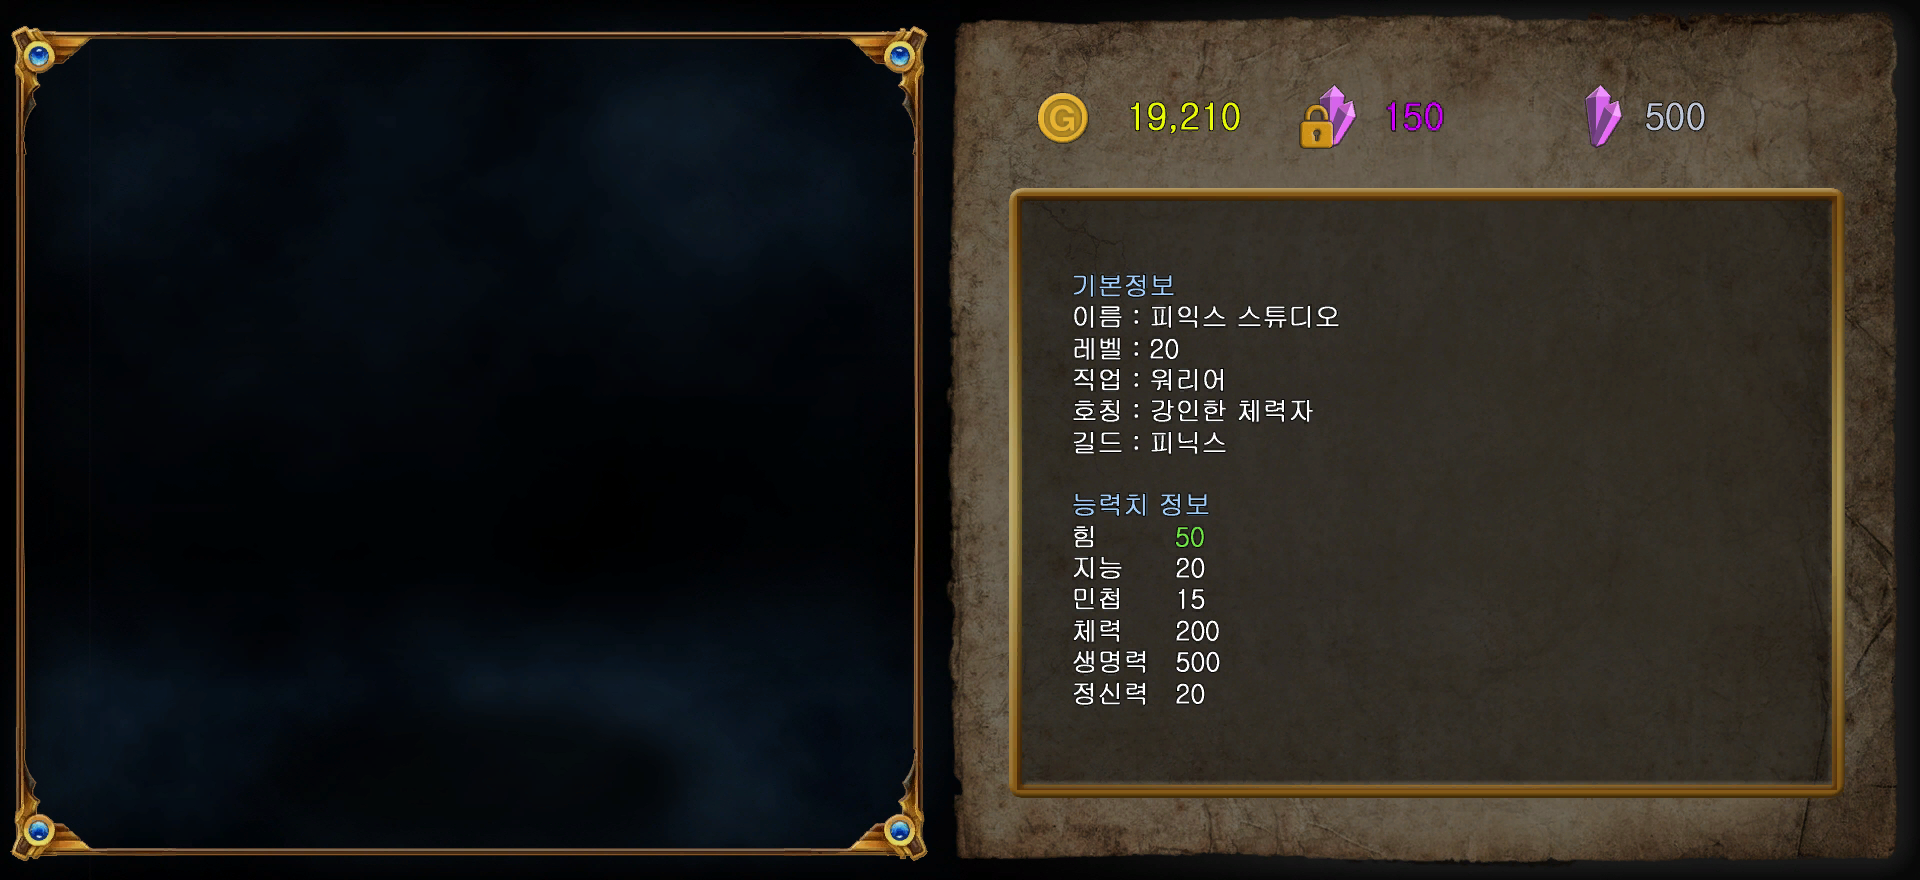 19,210 150 500
기본정보
이름 : 피익스 스튜디오
레벨 : 20
직업 : 워리어
호칭 : 강인한 체력자
길드 : 피닉스
능력치 정보
힘 50
지능 20
민첩 15
체력 200
생명력 500
정신력 20